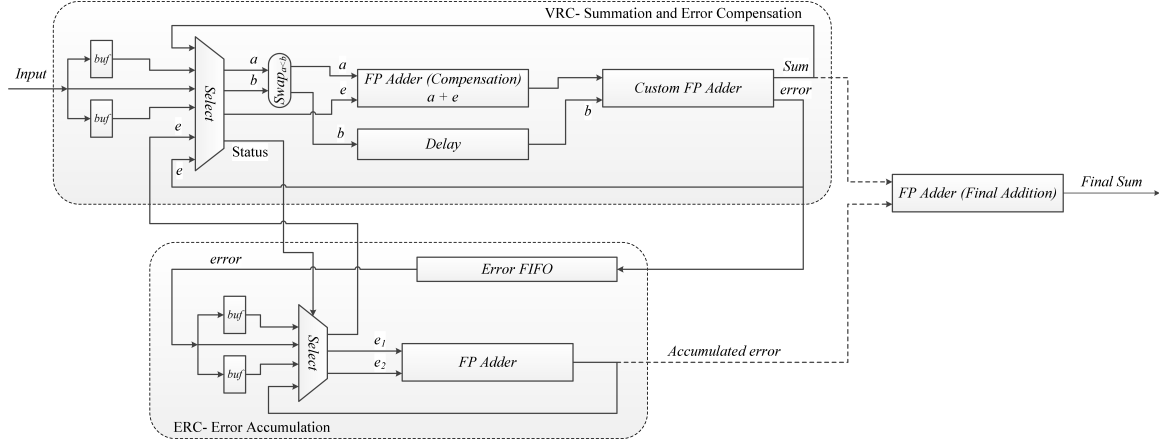 VRC- Summation and Error Compensation
Input
buf
buf
Select
a
b
Swap a>b
a
e
FP Adder (Compensation)
a + e
b
Delay
Custom FP Adder
b
Sum
error
e
e
Status
FP Adder (Final Addition)
Final Sum
error
Error FIFO
buf
buf
Select
e1
e2
FP Adder
Accumulated error
ERC- Error Accumulation